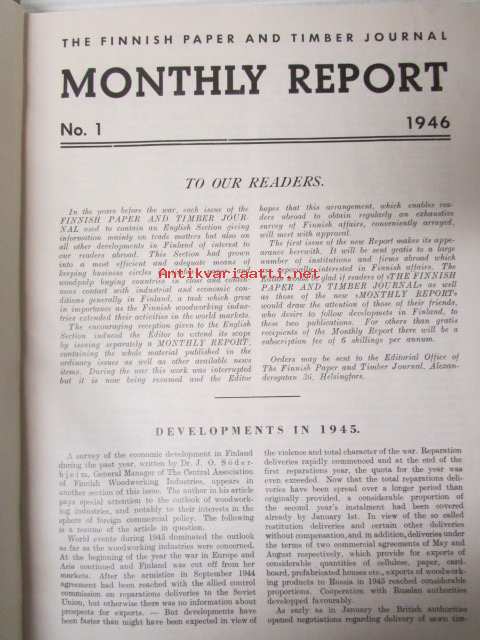 THE FINNISH PAPER AND TIMBER JOURNAL
MONTHLY REPORT
No. 1 1946
TO OUR READERS.
In the years before the war, each issue of the
FINNISH PAPER AND TIMBER JOUR-
NAL used to contain an English Section giving
information mainly on trade matters but also on
all other developments in Finland of interest to
our readers abroad. This Section had grown
into a most efficient and adequate means of
keeping business circles
woodpulp buying countries in close and contin-
uous contact with industrial and economic con-
ditions generally in Finland, a task which grew
in importance as the Finnish woodworking indus-
tries extended their activities in the world markets.
The encouraging reception given to the English
Section induced the Editor to extend its scope
by issuing separately a MONTHLY REPORT,
containing the whole material published in the
ordinary issues as well as other available news
items. During the war this work was interrupted
but it is now being resumed and the Editor
hopes that this arrangement, which enables rea-
ders abroad to obtain regularly an exhaustive
survey of Finnish affairs, conveniently arrayed,
will meet with approval.
The first issue of the new Report makes its appe-
arance herewith. It will be sent gratis to a large
number of institutions and firms abroad which
are specially interested in Finnish affairs. The
Editor would be glad if readers of »THE FINNISH
PAPER AND TIMBER JOURNAL» as well
as those of the new »MONTHLY REPORT»
would draw the attention of those of their friends,
who desire to follow developmets in Finland, to
these two publications. For others than gratis
recipients of the Monthly Report there will be a
subscription fee of 6 shillings per annum.
Orders may be sent to the Editorial Office of
The Finnish Paper and Timber Journal, Alexan-
dersgatan 36, Helsingfors.
Antikvariaatti.net
DEVELOPMENTS IN 1945.
A survey of the economic development in Finland
during the past year, written by Dr J. O. Söder-
hjelm, General Manager of The Central Association
of Finnish Woodworking Industries, appears in
another section of this issue. The author in his article
pays special attention to the outlook of woodwork-
ing industries, and notably to their interests in the
sphere of foreign commercial policy. The following
is a resume of the article in question.
World events during 1945 dominated the outlook
as far as the woodworking industries were concerned.
At the beginning of the year the war in Europe and
Asia continued and Finland was cut off from her
markets. After the armistice in September 1944
agreement had been reached with the allied control
commission on reparations deliveries to the Soviet
Union, but otherwise there was no information about
prospects for exports. — But developments have
been faster than might have been expected in view of
the violence and total character of the war. Reparation
deliveries rapidly commenced and at the end of the
first reparations year, the quota for the year was
even exceeded. Now that the total reparations deli-
veries have been spread over a longer period than
originally provided, a considerable proportion of
the second year's instalment had been covered
already by January 1st. In view of the so called
restitution deliveries and certain other deliveries
without compensation, and in addition, deliveries under
the terms of two commercial agreements of May and
August respectively, which provide for exports of
considerable quantities of cellulose, paper, card-
board, prefabricated houses etc., exports of woodwork-
ing products to Russia in 1945 reached considerable
proportions. Cooperation with Russian authorities
developped favourably.
As early as in January the British authorities
opened negotiations regarding delivery of sawn tim-